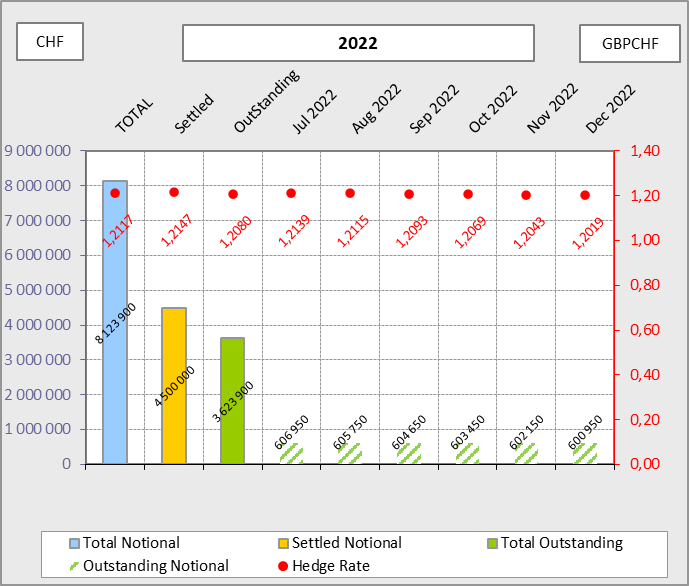 CHF
2022
GBPCHF
TOTAL
Settled
OutStanding
Jul 2022
Aug 2022
Sep 2022
Oct 2022
Nov 2022
Dec 2022
9 000 000
8 000 000
7 000 000
6 000 000
5 000 000
4 000 000
3 000 000
2 000 000
1 000 000
0
1,40
1,20
1,00
0,80
0,60
0,40
0,20
0,00
1,2117
1,2147
1,2080
1,2139
1,2115
1,2093
1,2069
1,2043
1,2019
8 123 900
4 500 000
3 623 900
606 950
605 750
604 650
603 450
602 150
600 950
Total Notional
Settled Notional
Total Outstanding
Outstanding Notional
Hedge Rate